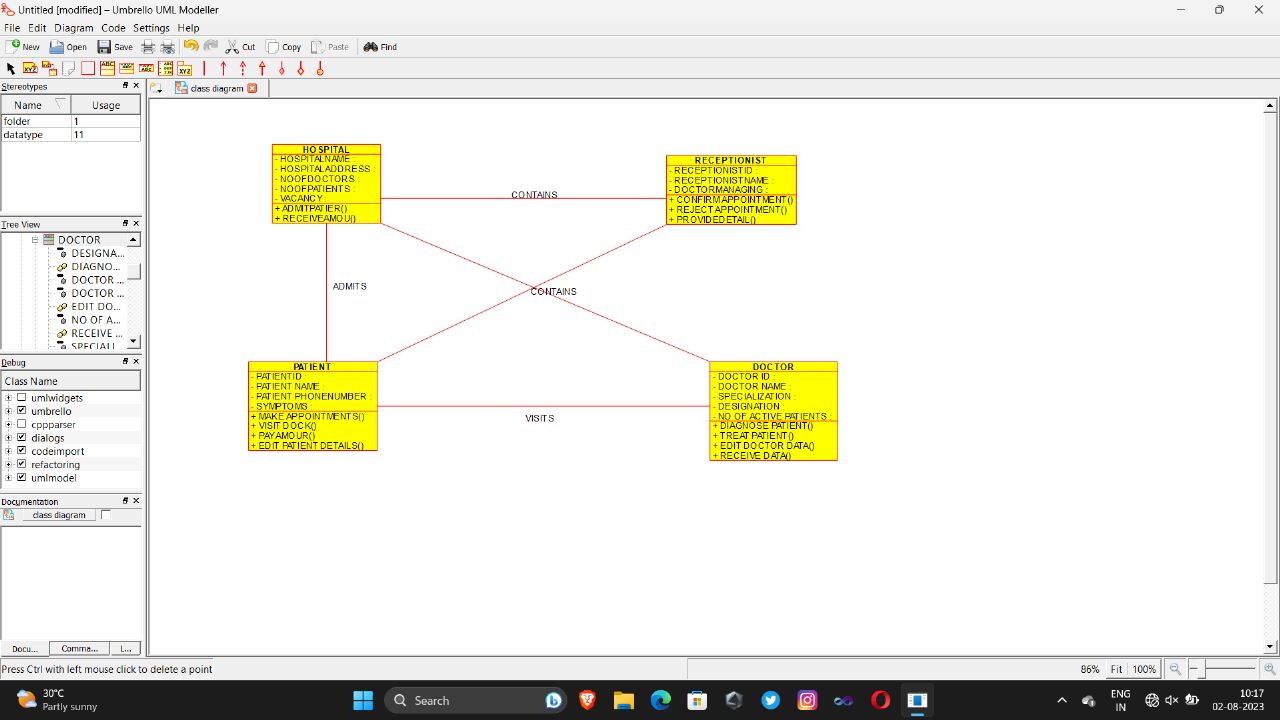 Untitled [modified] – Umbrello UML Modeller
File Edit Diagram Code Settings Help
New Open Save Cut Copy Paste Find
Stereotypes
class diagram
Name Usage
folder 1
datatype 11
Tree View
DOCTOR
DESIGNA...
DIAGNO...
DOCTOR ...
DOCTOR ...
EDIT DO...
NO OF A...
RECEIVE ...
SPECIALI...
Debug
Class Name
umlwidgets
umbrello
cppparser
dialogs
codeimport
refactoring
umlmodel
Documentation
class diagram
Docu... Comma... L...
HOSPITAL
- HOSPITALNAME :
- HOSPITALADDRESS :
- NOOFDOCTORS :
- NOOFPATIENTS :
- VACANCY :
+ ADMITPATIER()
+ RECEIVEAMOU()
CONTAINS
RECEPTIONIST
- RECEPTIONISTID :
- RECEPTIONISTNAME :
- DOCTORMANAGING :
+ CONFIRMAPPOINTMENT()
+ REJECT APPOINTMENT()
+ PROVIDEDETAIL()
ADMITS
CONTAINS
PATIENT
- PATIENTID :
- PATIENT NAME :
- PATIENT PHONENUMBER :
- SYMPTOMS :
+ MAKE APPOINTMENTS()
+ VISIT DOCK()
+ PAYAMOUR()
+ EDIT PATIENT DETAILS()
VISITS
DOCTOR
- DOCTOR ID :
- DOCTOR NAME :
- SPECIALIZATION :
- DESIGNATION
- NO OF ACTIVE PATIENTS :
+ DIAGNOSE PATIENT()
+ TREAT PATIENT()
+ EDIT DOCTOR DATA()
+ RECEIVE DATA()
Press Ctrl with left mouse click to delete a point
86% Fit 100%
30°C
Partly sunny
Search
ENG
IN
10:17
02-08-2023